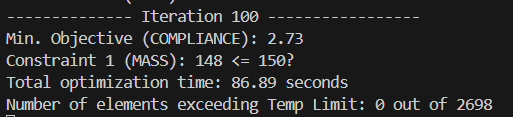 -------------- Iteration 100 -----------------
Min. Objective (COMPLIANCE): 2.73
Constraint 1 (MASS): 148 <= 150?
Total optimization time: 86.89 seconds
Number of elements exceeding Temp Limit: 0 out of 2698